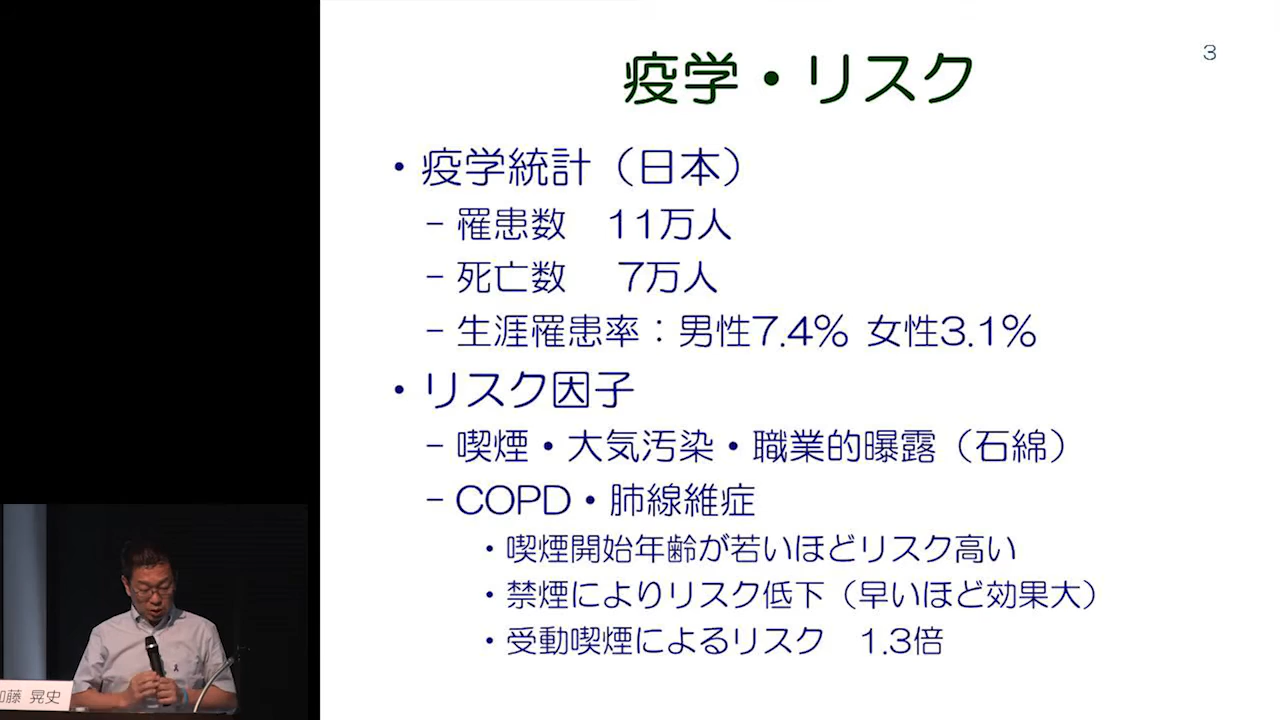 3
疫学・リスク
・疫学統計（日本）
– 罹患数　11万人
– 死亡数　7万人
– 生涯罹患率：男性7.4% 女性3.1%
・リスク因子
– 喫煙・大気汚染・職業的曝露（石綿）
– COPD・肺線維症
・喫煙開始年齢が若いほどリスク高い
・禁煙によりリスク低下（早いほど効果大）
・受動喫煙によるリスク　1.3倍
加藤 晃史